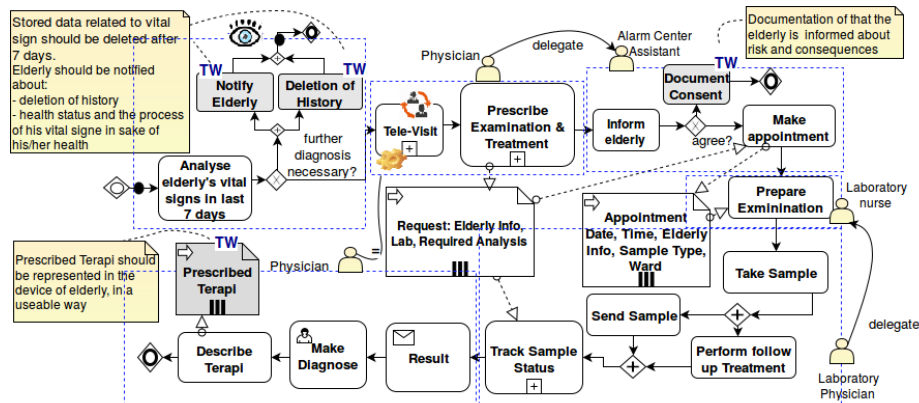 Stored data related to vital
sign should be deleted after
7 days.
Elderly should be notified
about:
- deletion of history
- health status and the process
of his vital signe in sake of
his/her health
TW
Notify
Elderly
TW
Deletion of
History
further
diagnosis
necessary?
Analyse
elderly's vital
signs in last
7 days
Physician
delegate
Alarm Center
Assistant
Documentation of that the
elderly is informed about
risk and consequences
Tele-Visit
Prescribe
Examination &
Treatment
Inform
elderly
TW
Document
Consent
agree?
Make
appointment
Prepare
Exminination
Laboratory
nurse
Request: Elderly Info,
Lab, Required Analysis
Physician
=
Appointment
Date, Time, Elderly
Info, Sample Type,
Ward
Take Sample
delegate
Prescribed Terapi should
be represented in the
device of elderly, in a
useable way
TW
Prescribed
Terapi
Send Sample
Perform follow
up Treatment
Laboratory
Physician
Describe
Terapi
Make
Diagnose
Result
Track Sample
Status